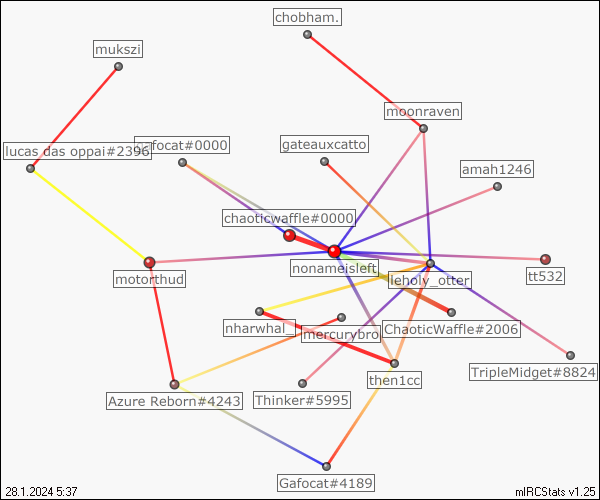 chobham.
mukszi
moonraven
gafocat#0000
lucas das oppai#2396
gateauxcatto
amah1246
chaoticwaffle#0000
nonameisleft
motorthud
leholy_otter
tt532
nharwhal_
mercurybro
ChaoticWaffle#2006
then1cc
TripleMidget#8824
Azure Reborn#4243
Thinker#5995
Gafocat#4189
28.1.2024 5:37
mIRCStats v1.25